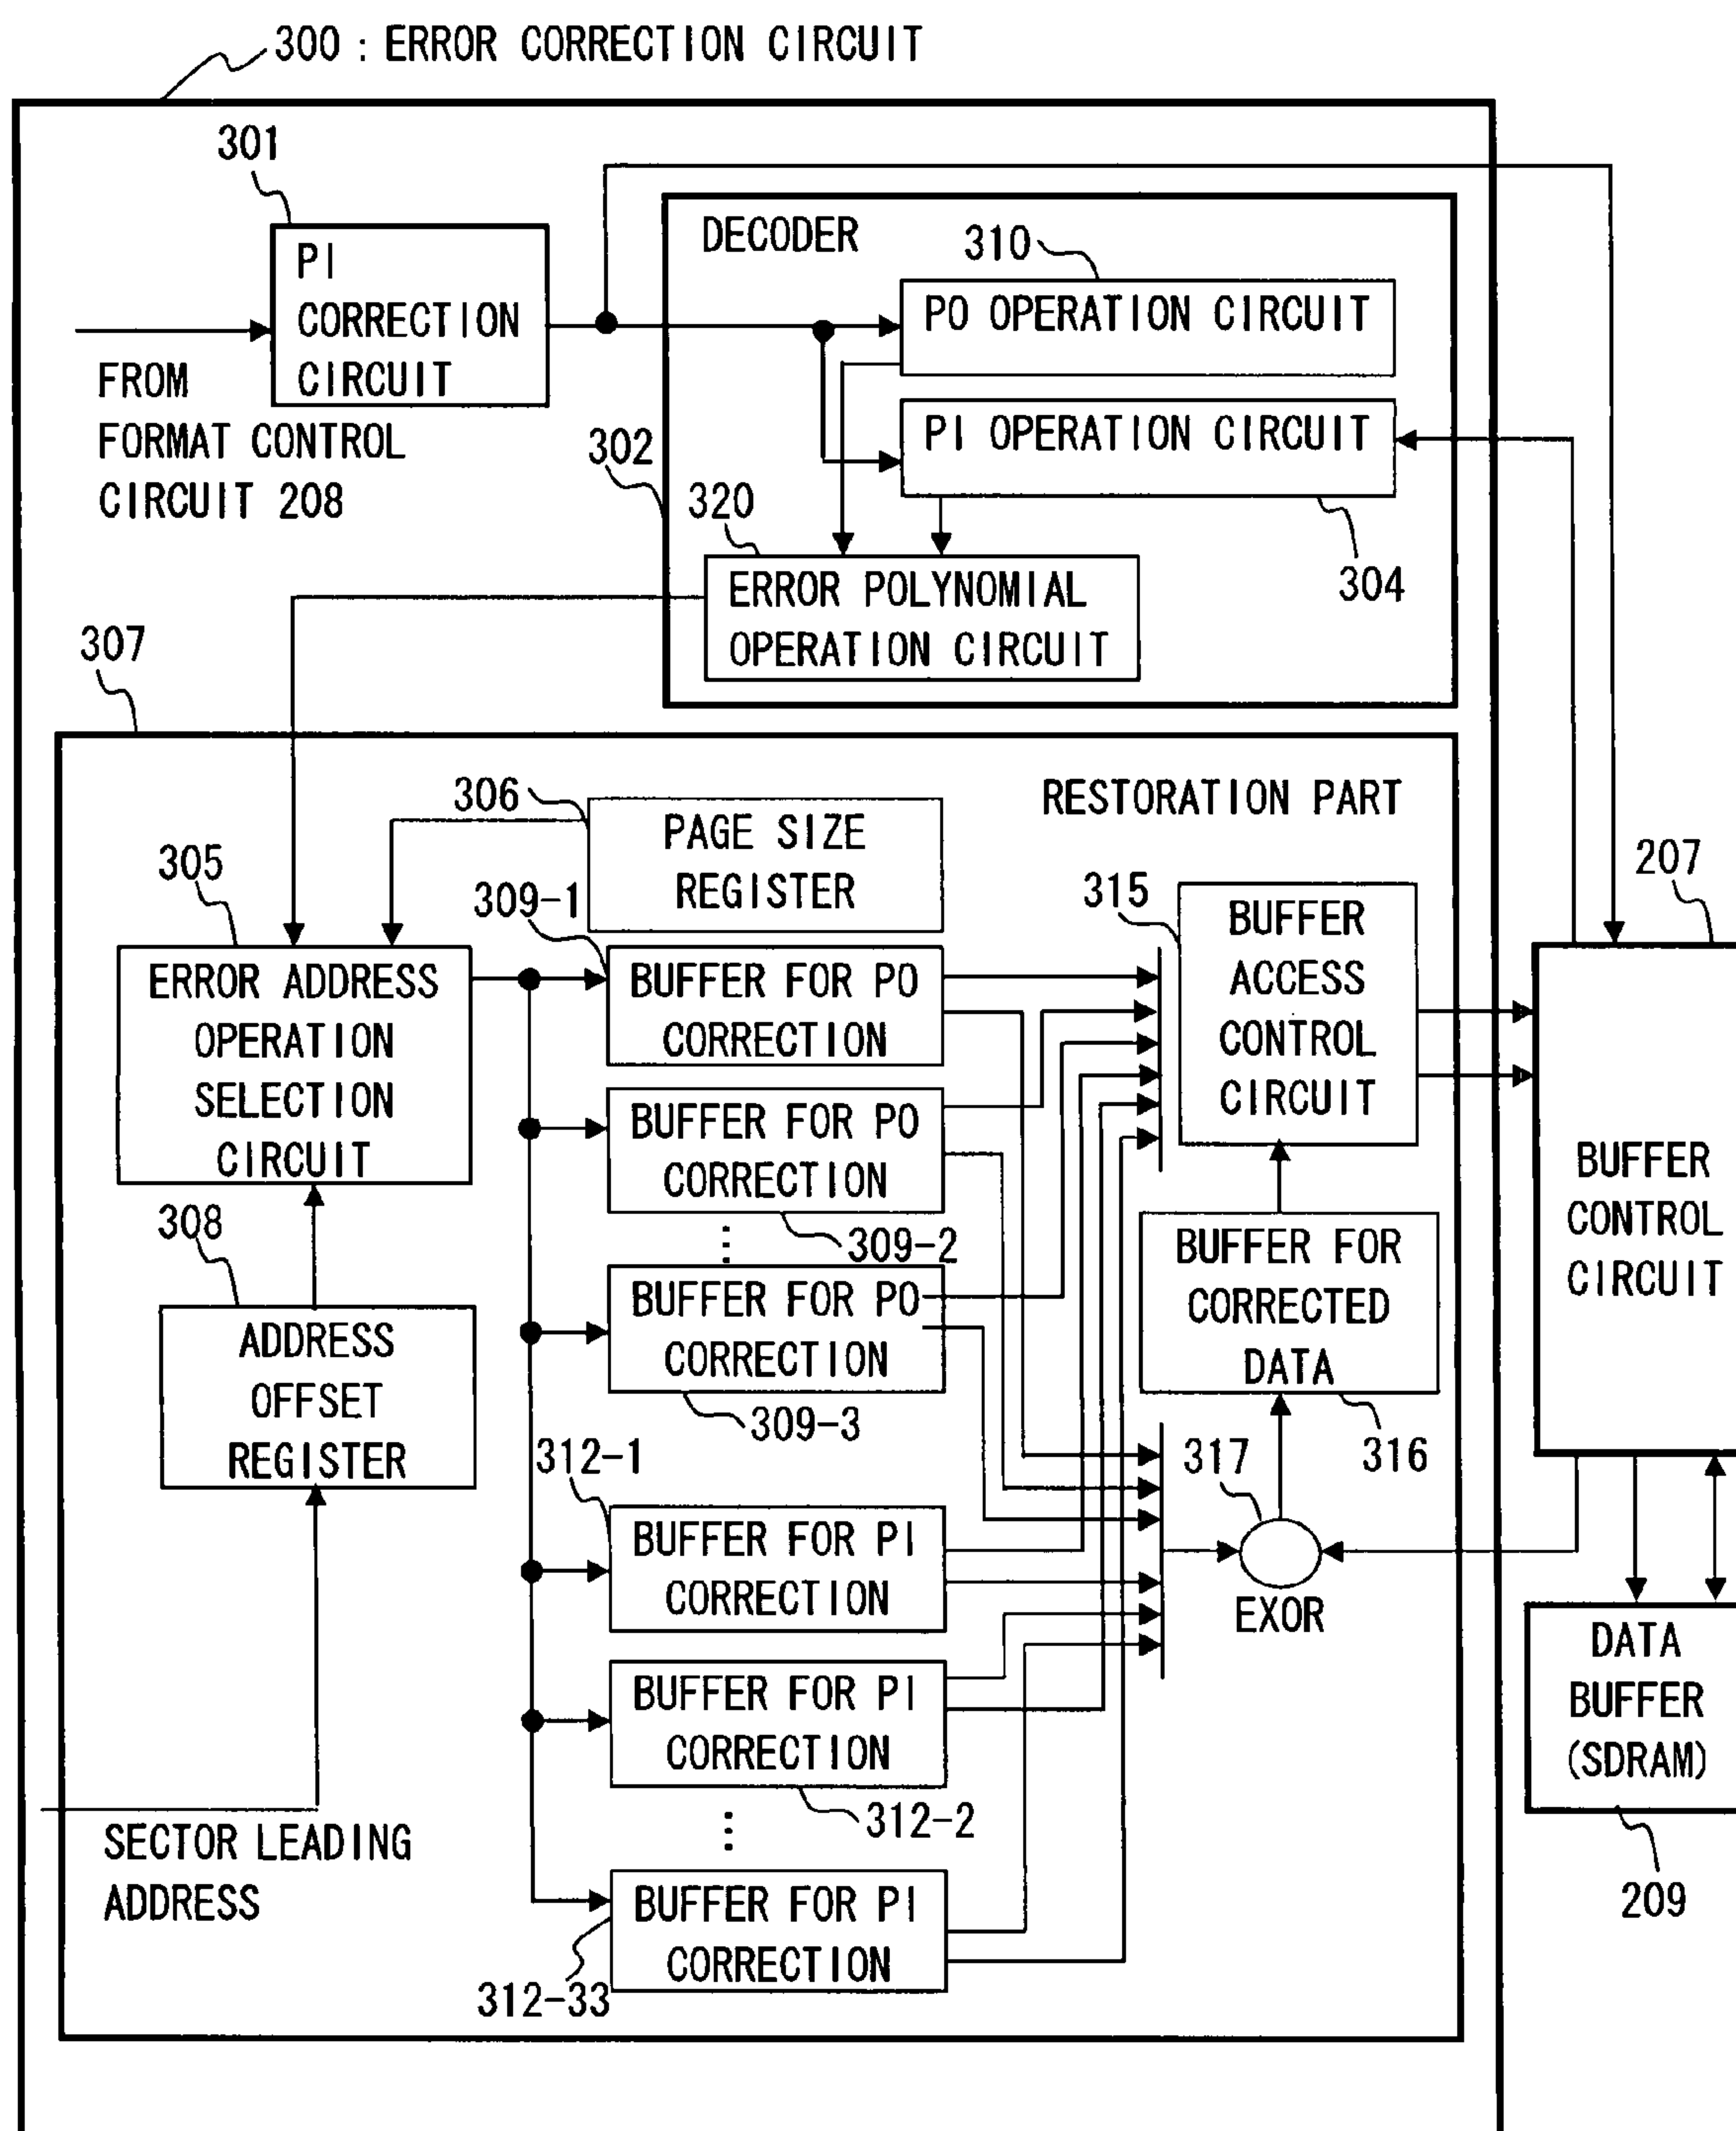 300 : ERROR CORRECTION CIRCUIT
301
PI
CORRECTION
CIRCUIT
FROM
FORMAT CONTROL
CIRCUIT 208
DECODER
310
PO OPERATION CIRCUIT
PI OPERATION CIRCUIT
302
320
304
ERROR POLYNOMIAL
OPERATION CIRCUIT
307
RESTORATION PART
306
PAGE SIZE
REGISTER
305
ERROR ADDRESS
OPERATION
SELECTION
CIRCUIT
309-1
BUFFER FOR PO
CORRECTION
BUFFER FOR PO
CORRECTION
309-2
⋮
BUFFER FOR PO
CORRECTION
309-3
308
ADDRESS
OFFSET
REGISTER
SECTOR LEADING
ADDRESS
312-1
BUFFER FOR PI
CORRECTION
BUFFER FOR PI
CORRECTION
312-2
⋮
BUFFER FOR PI
CORRECTION
312-33
315
BUFFER
ACCESS
CONTROL
CIRCUIT
BUFFER FOR
CORRECTED
DATA
316
317
EXOR
207
BUFFER
CONTROL
CIRCUIT
DATA
BUFFER
(SDRAM)
209